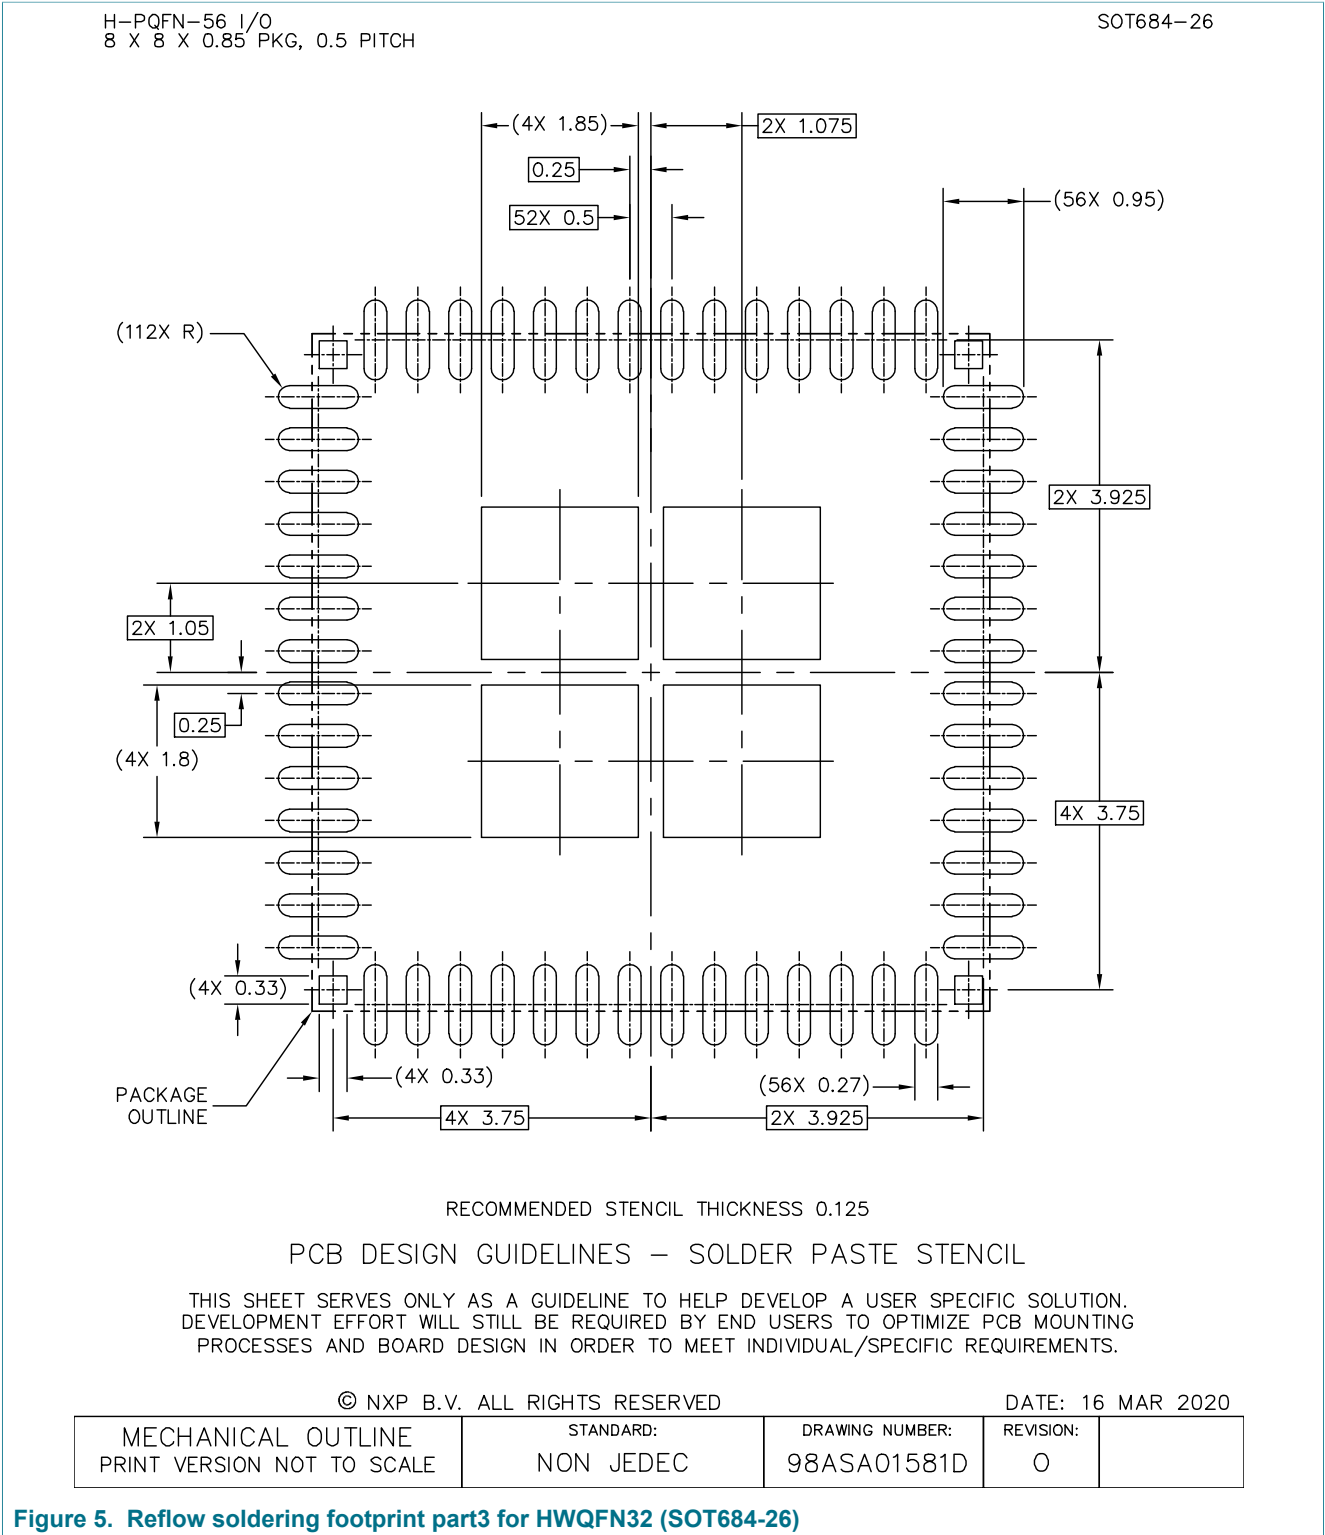 H-PQFN-56 I/O
8 X 8 X 0.85 PKG, 0.5 PITCH
SOT684-26
(4X 1.85)
2X 1.075
0.25
52X 0.5
(56X 0.95)
(112X R)
2X 3.925
2X 1.05
0.25
(4X 1.8)
4X 3.75
(4X 0.33)
(4X 0.33)
(56X 0.27)
PACKAGE
OUTLINE
4X 3.75
2X 3.925
RECOMMENDED STENCIL THICKNESS 0.125
PCB DESIGN GUIDELINES - SOLDER PASTE STENCIL
THIS SHEET SERVES ONLY AS A GUIDELINE TO HELP DEVELOP A USER SPECIFIC SOLUTION.
DEVELOPMENT EFFORT WILL STILL BE REQUIRED BY END USERS TO OPTIMIZE PCB MOUNTING
PROCESSES AND BOARD DESIGN IN ORDER TO MEET INDIVIDUAL/SPECIFIC REQUIREMENTS.
© NXP B.V. ALL RIGHTS RESERVED
DATE: 16 MAR 2020
MECHANICAL OUTLINE
PRINT VERSION NOT TO SCALE
STANDARD:
NON JEDEC
DRAWING NUMBER:
98ASA01581D
REVISION:
O
Figure 5. Reflow soldering footprint part3 for HWQFN32 (SOT684-26)